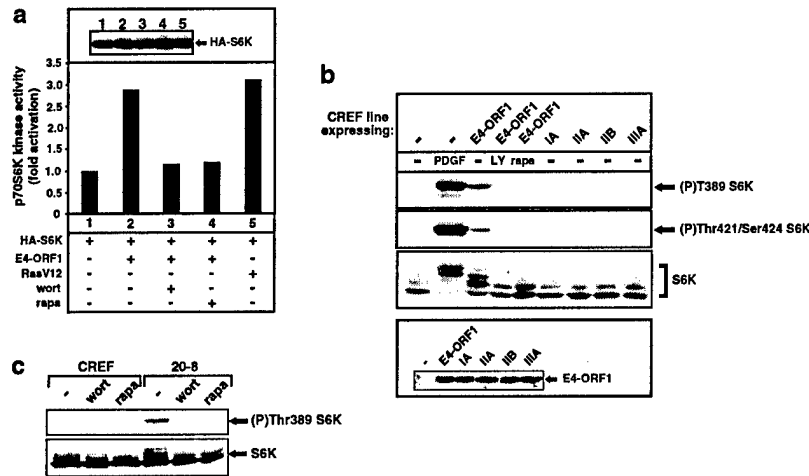 a
1 2 3 4 5
HA-S6K
p70S6K kinase activity
(fold activation)
3.5
3.0
2.5
2.0
1.5
1.0
0.5
0
1 2 3 4 5
HA-S6K + + + + +
E4-ORF1 - + + + -
RasV12 - - - - +
wort - - + - -
rapa - - - + -
b
CREF line
expressing:
- - E4-ORF1 E4-ORF1 E4-ORF1 IA IIA IIB IIIA
- PDGF - LY rapa - - - -
(P)T389 S6K
(P)Thr421/Ser424 S6K
S6K
- E4-ORF1 IA IIA IIB IIIA
E4-ORF1
c
CREF 20-8
- wort rapa - wort rapa
(P)Thr389 S6K
S6K